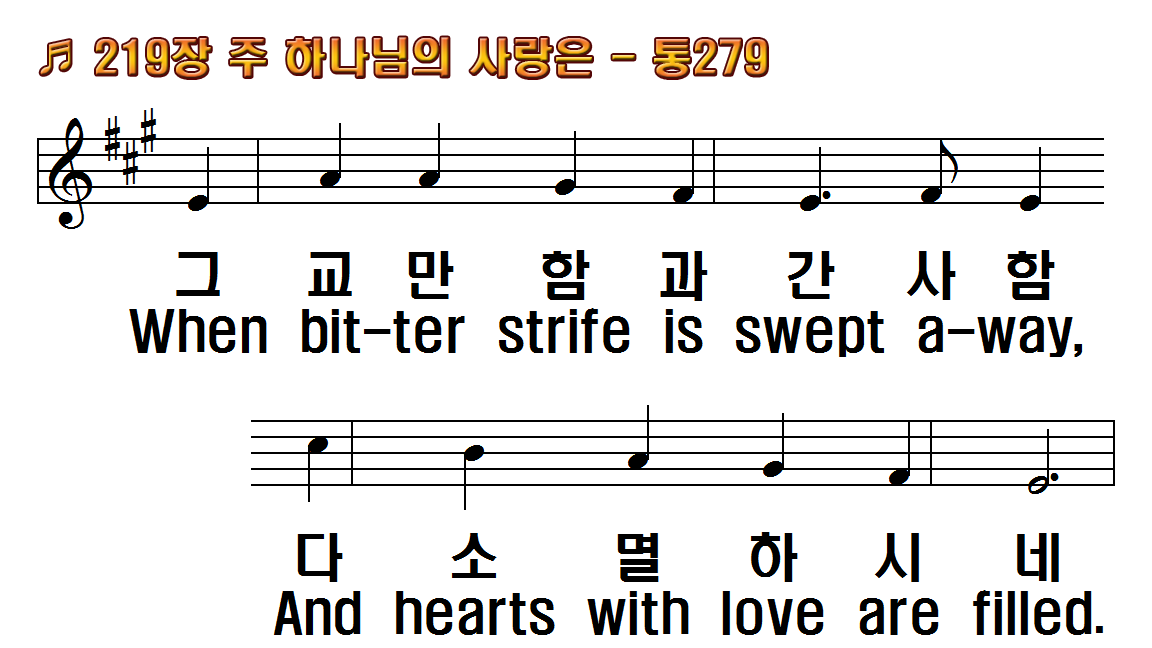 ♬ 219장 주 하나님의 사랑은 - 통279
그 교 만 함 과 간 사 함
When bit-ter strife is swept a-way,
다 소 멸 하 시 네
And hearts with love are filled.